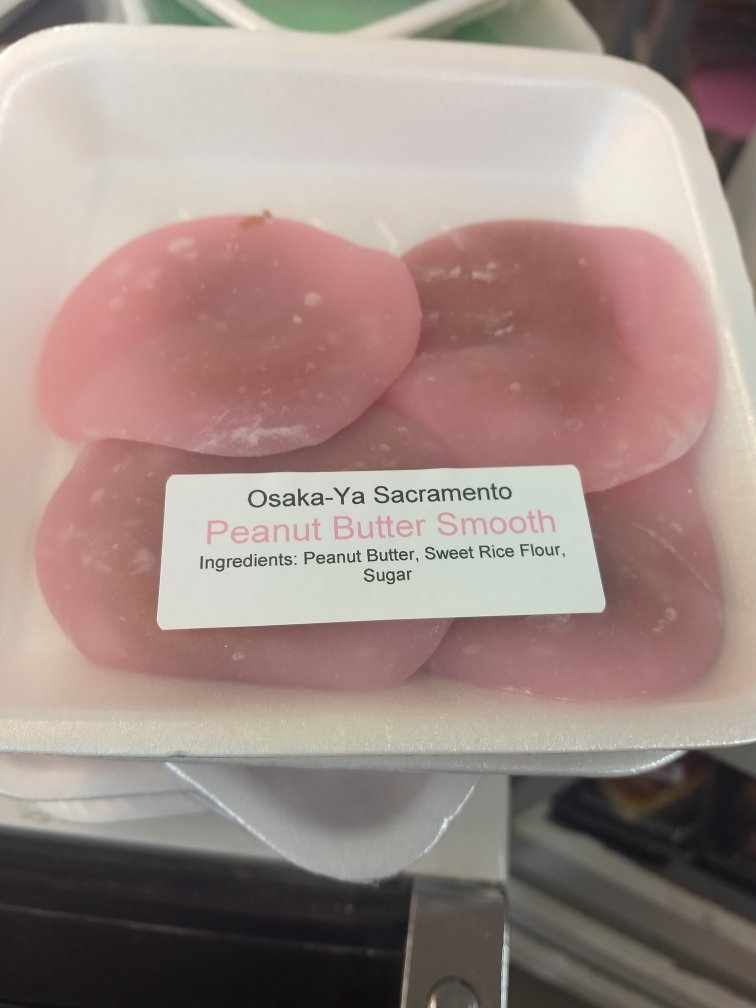 Osaka-Ya Sacramento
Peanut Butter Smooth
Ingredients: Peanut Butter, Sweet Rice Flour,
Sugar